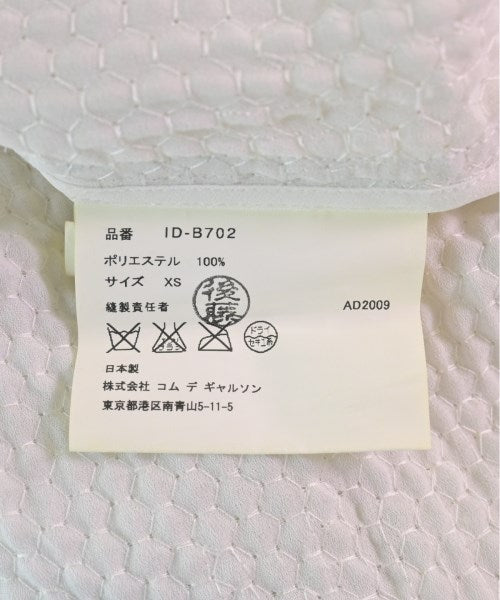 品番 ID-B702
ポリエステル 100%
サイズ XS
縫製責任者 後藤 AD2009
ドライ
セキユ系
日本製
株式会社 コム デ ギャルソン
東京都港区南青山5-11-5